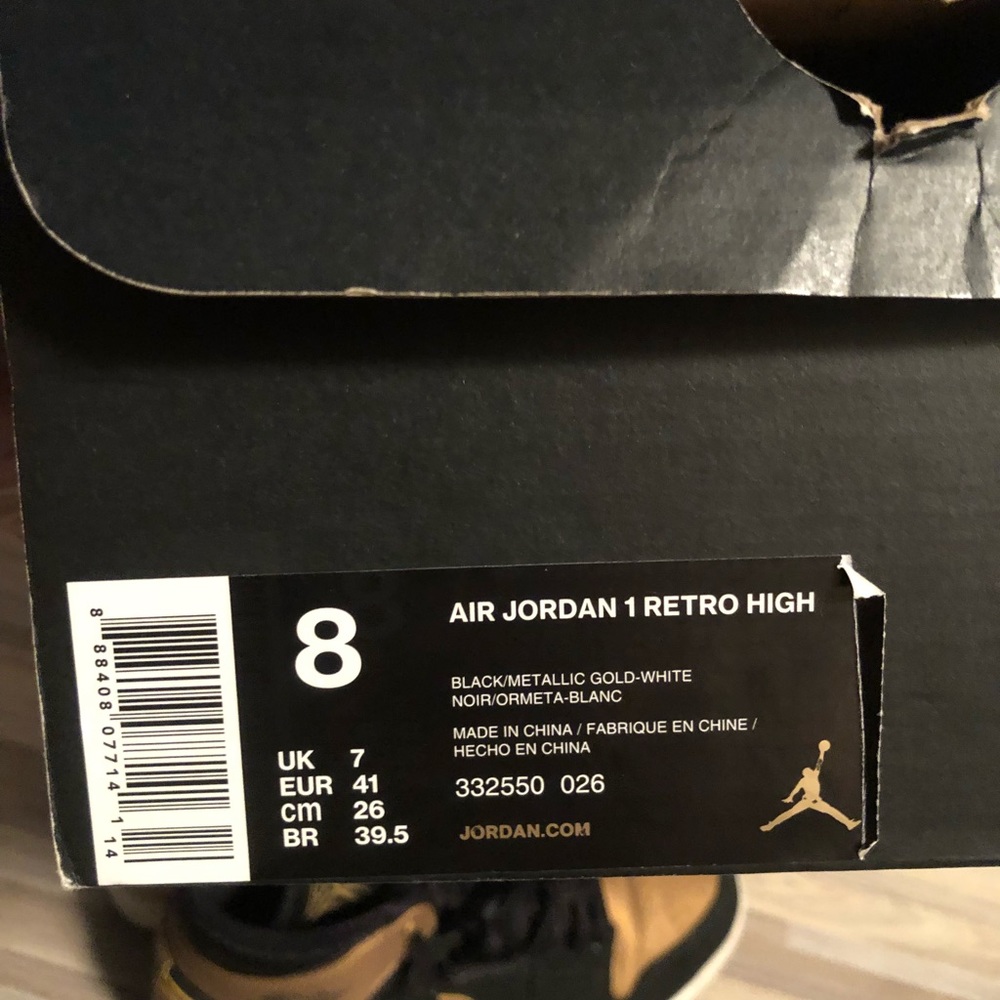 8 88408 07714 1 14
8
UK 7
EUR 41
cm 26
BR 39.5
AIR JORDAN 1 RETRO HIGH
BLACK/METALLIC GOLD-WHITE
NOIR/ORMETA-BLANC
MADE IN CHINA / FABRIQUE EN CHINE /
HECHO EN CHINA
332550 026
JORDAN.COM